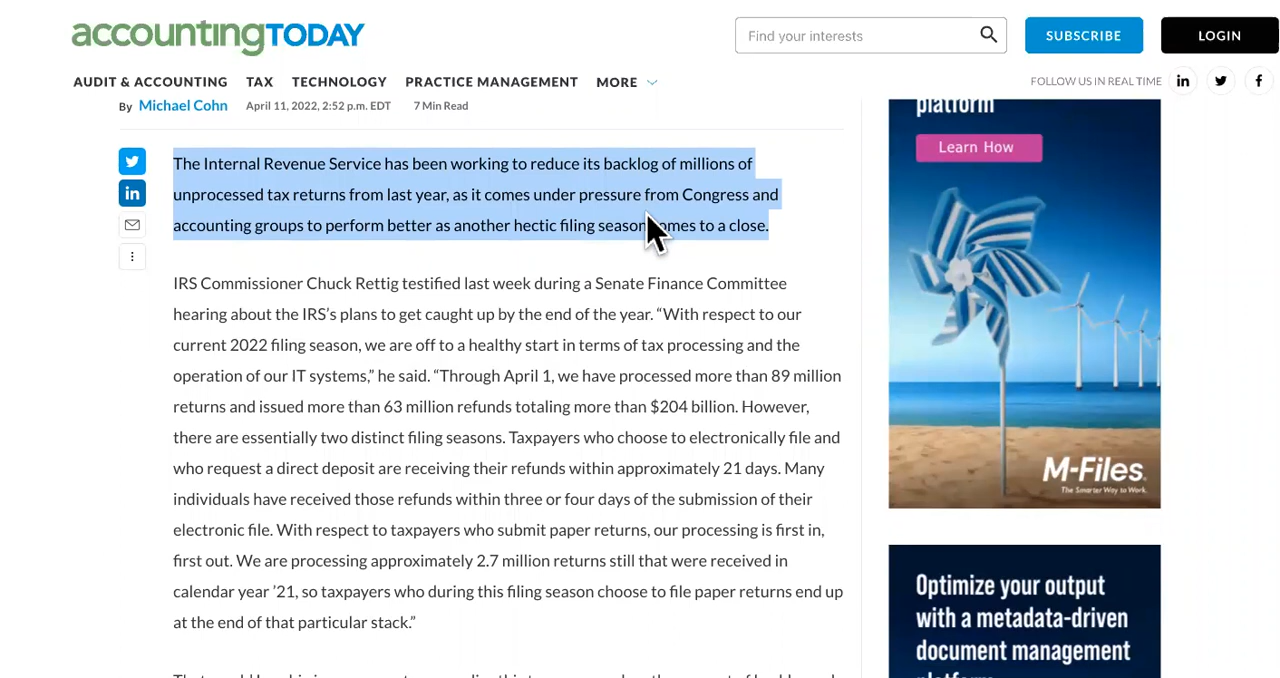 accountingTODAY
Find your interests
SUBSCRIBE
LOGIN
AUDIT & ACCOUNTING TAX TECHNOLOGY PRACTICE MANAGEMENT MORE
FOLLOW US IN REAL TIME
By Michael Cohn April 11, 2022, 2:52 p.m. EDT 7 Min Read
The Internal Revenue Service has been working to reduce its backlog of millions of
unprocessed tax returns from last year, as it comes under pressure from Congress and
accounting groups to perform better as another hectic filing season comes to a close.
IRS Commissioner Chuck Rettig testified last week during a Senate Finance Committee
hearing about the IRS’s plans to get caught up by the end of the year. “With respect to our
current 2022 filing season, we are off to a healthy start in terms of tax processing and the
operation of our IT systems,” he said. “Through April 1, we have processed more than 89 million
returns and issued more than 63 million refunds totaling more than $204 billion. However,
there are essentially two distinct filing seasons. Taxpayers who choose to electronically file and
who request a direct deposit are receiving their refunds within approximately 21 days. Many
individuals have received those refunds within three or four days of the submission of their
electronic file. With respect to taxpayers who submit paper returns, our processing is first in,
first out. We are processing approximately 2.7 million returns still that were received in
calendar year ’21, so taxpayers who during this filing season choose to file paper returns end up
at the end of that particular stack.”
platform
Learn How
M-Files.
The Smarter Way to Work.
Optimize your output
with a metadata-driven
document management